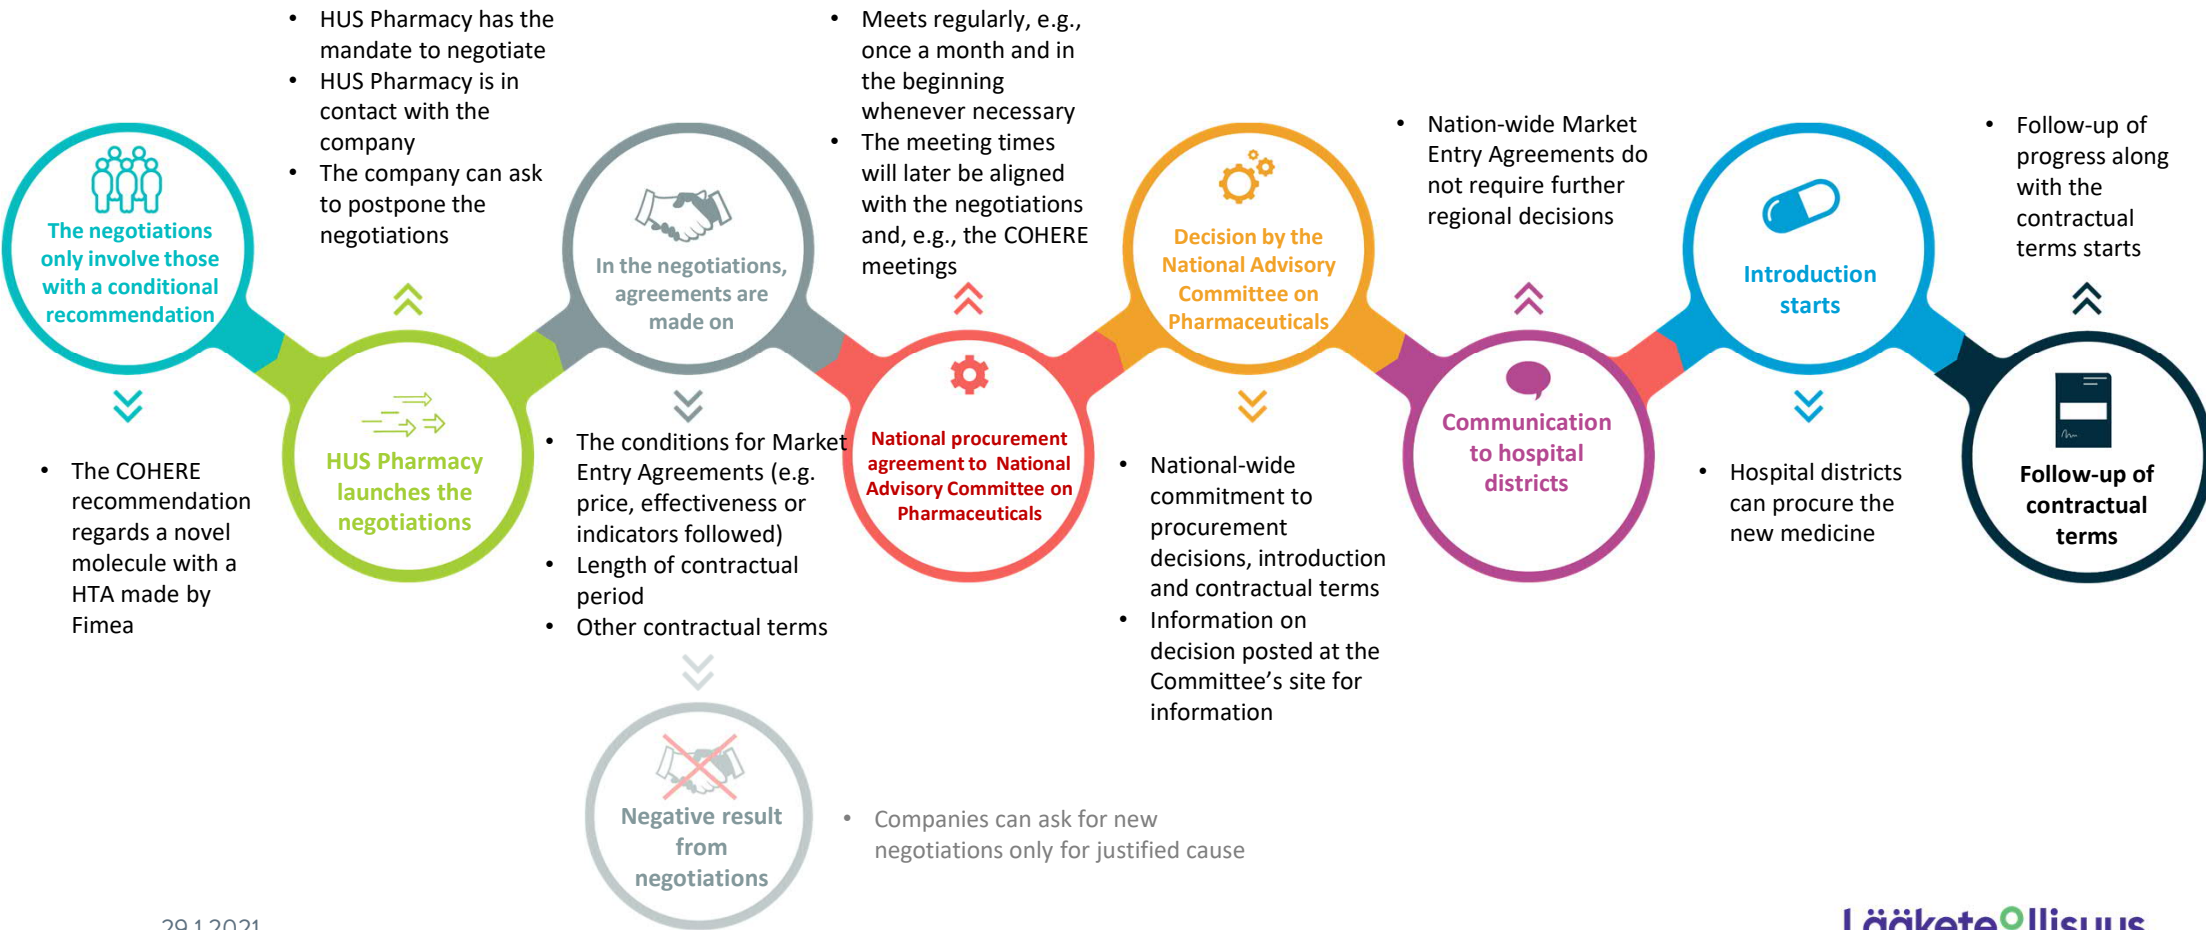 • HUS Pharmacy has the
mandate to negotiate
• HUS Pharmacy is in
contact with the
company
• The company can ask
to postpone the
negotiations
• Meets regularly, e.g.,
once a month and in
the beginning
whenever necessary
• The meeting times
will later be aligned
with the negotiations
and, e.g., the COHERE
meetings
• Nation-wide Market
Entry Agreements do
not require further
regional decisions
• Follow-up of
progress along
with the
contractual
terms starts
The negotiations
only involve those
with a conditional
recommendation
In the negotiations,
agreements are
made on
Decision by the
National Advisory
Committee on
Pharmaceuticals
Introduction
starts
HUS Pharmacy
launches the
negotiations
National procurement
agreement to National
Advisory Committee on
Pharmaceuticals
Communication
to hospital
districts
Follow-up of
contractual
terms
• The COHERE
recommendation
regards a novel
molecule with a
HTA made by
Fimea
• The conditions for Market
Entry Agreements (e.g.
price, effectiveness or
indicators followed)
• Length of contractual
period
• Other contractual terms
• National-wide
commitment to
procurement
decisions, introduction
and contractual terms
• Information on
decision posted at the
Committee’s site for
information
• Hospital districts
can procure the
new medicine
Negative result
from
negotiations
• Companies can ask for new
negotiations only for justified cause
29.1.2021
Lääketeollisuus